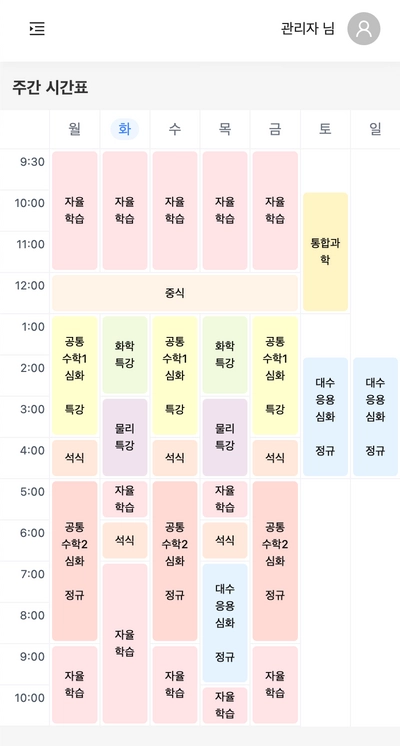 관리자 님
주간 시간표
월 화 수 목 금 토 일
9:30
자율 자율 자율 자율 자율
학습 학습 학습 학습 학습
10:00
11:00
통합과
학
12:00
중식
1:00
공통 화학 공통 화학 공통
수학1 특강 수학1 특강 수학1
심화 심화 심화
특강 특강 특강
2:00
대수 대수
응용 응용
심화 심화
정규 정규
3:00
물리 물리
특강 특강
4:00
석식 석식 석식
5:00
자율 자율
학습 학습
6:00
공통 석식 공통 석식 공통
수학2 수학2 수학2
심화 심화 심화
정규 정규 정규
7:00
대수
응용
심화
정규
8:00
자율
학습
9:00
자율 자율 자율
학습 학습 학습
10:00
자율
학습